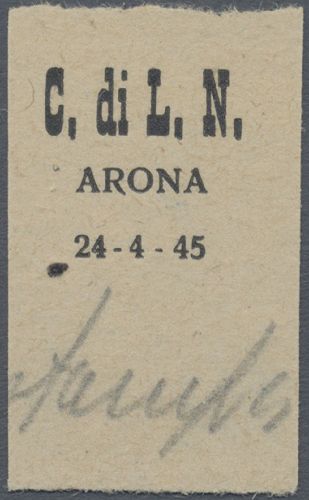 C. di L. N.
ARONA
24-4-45